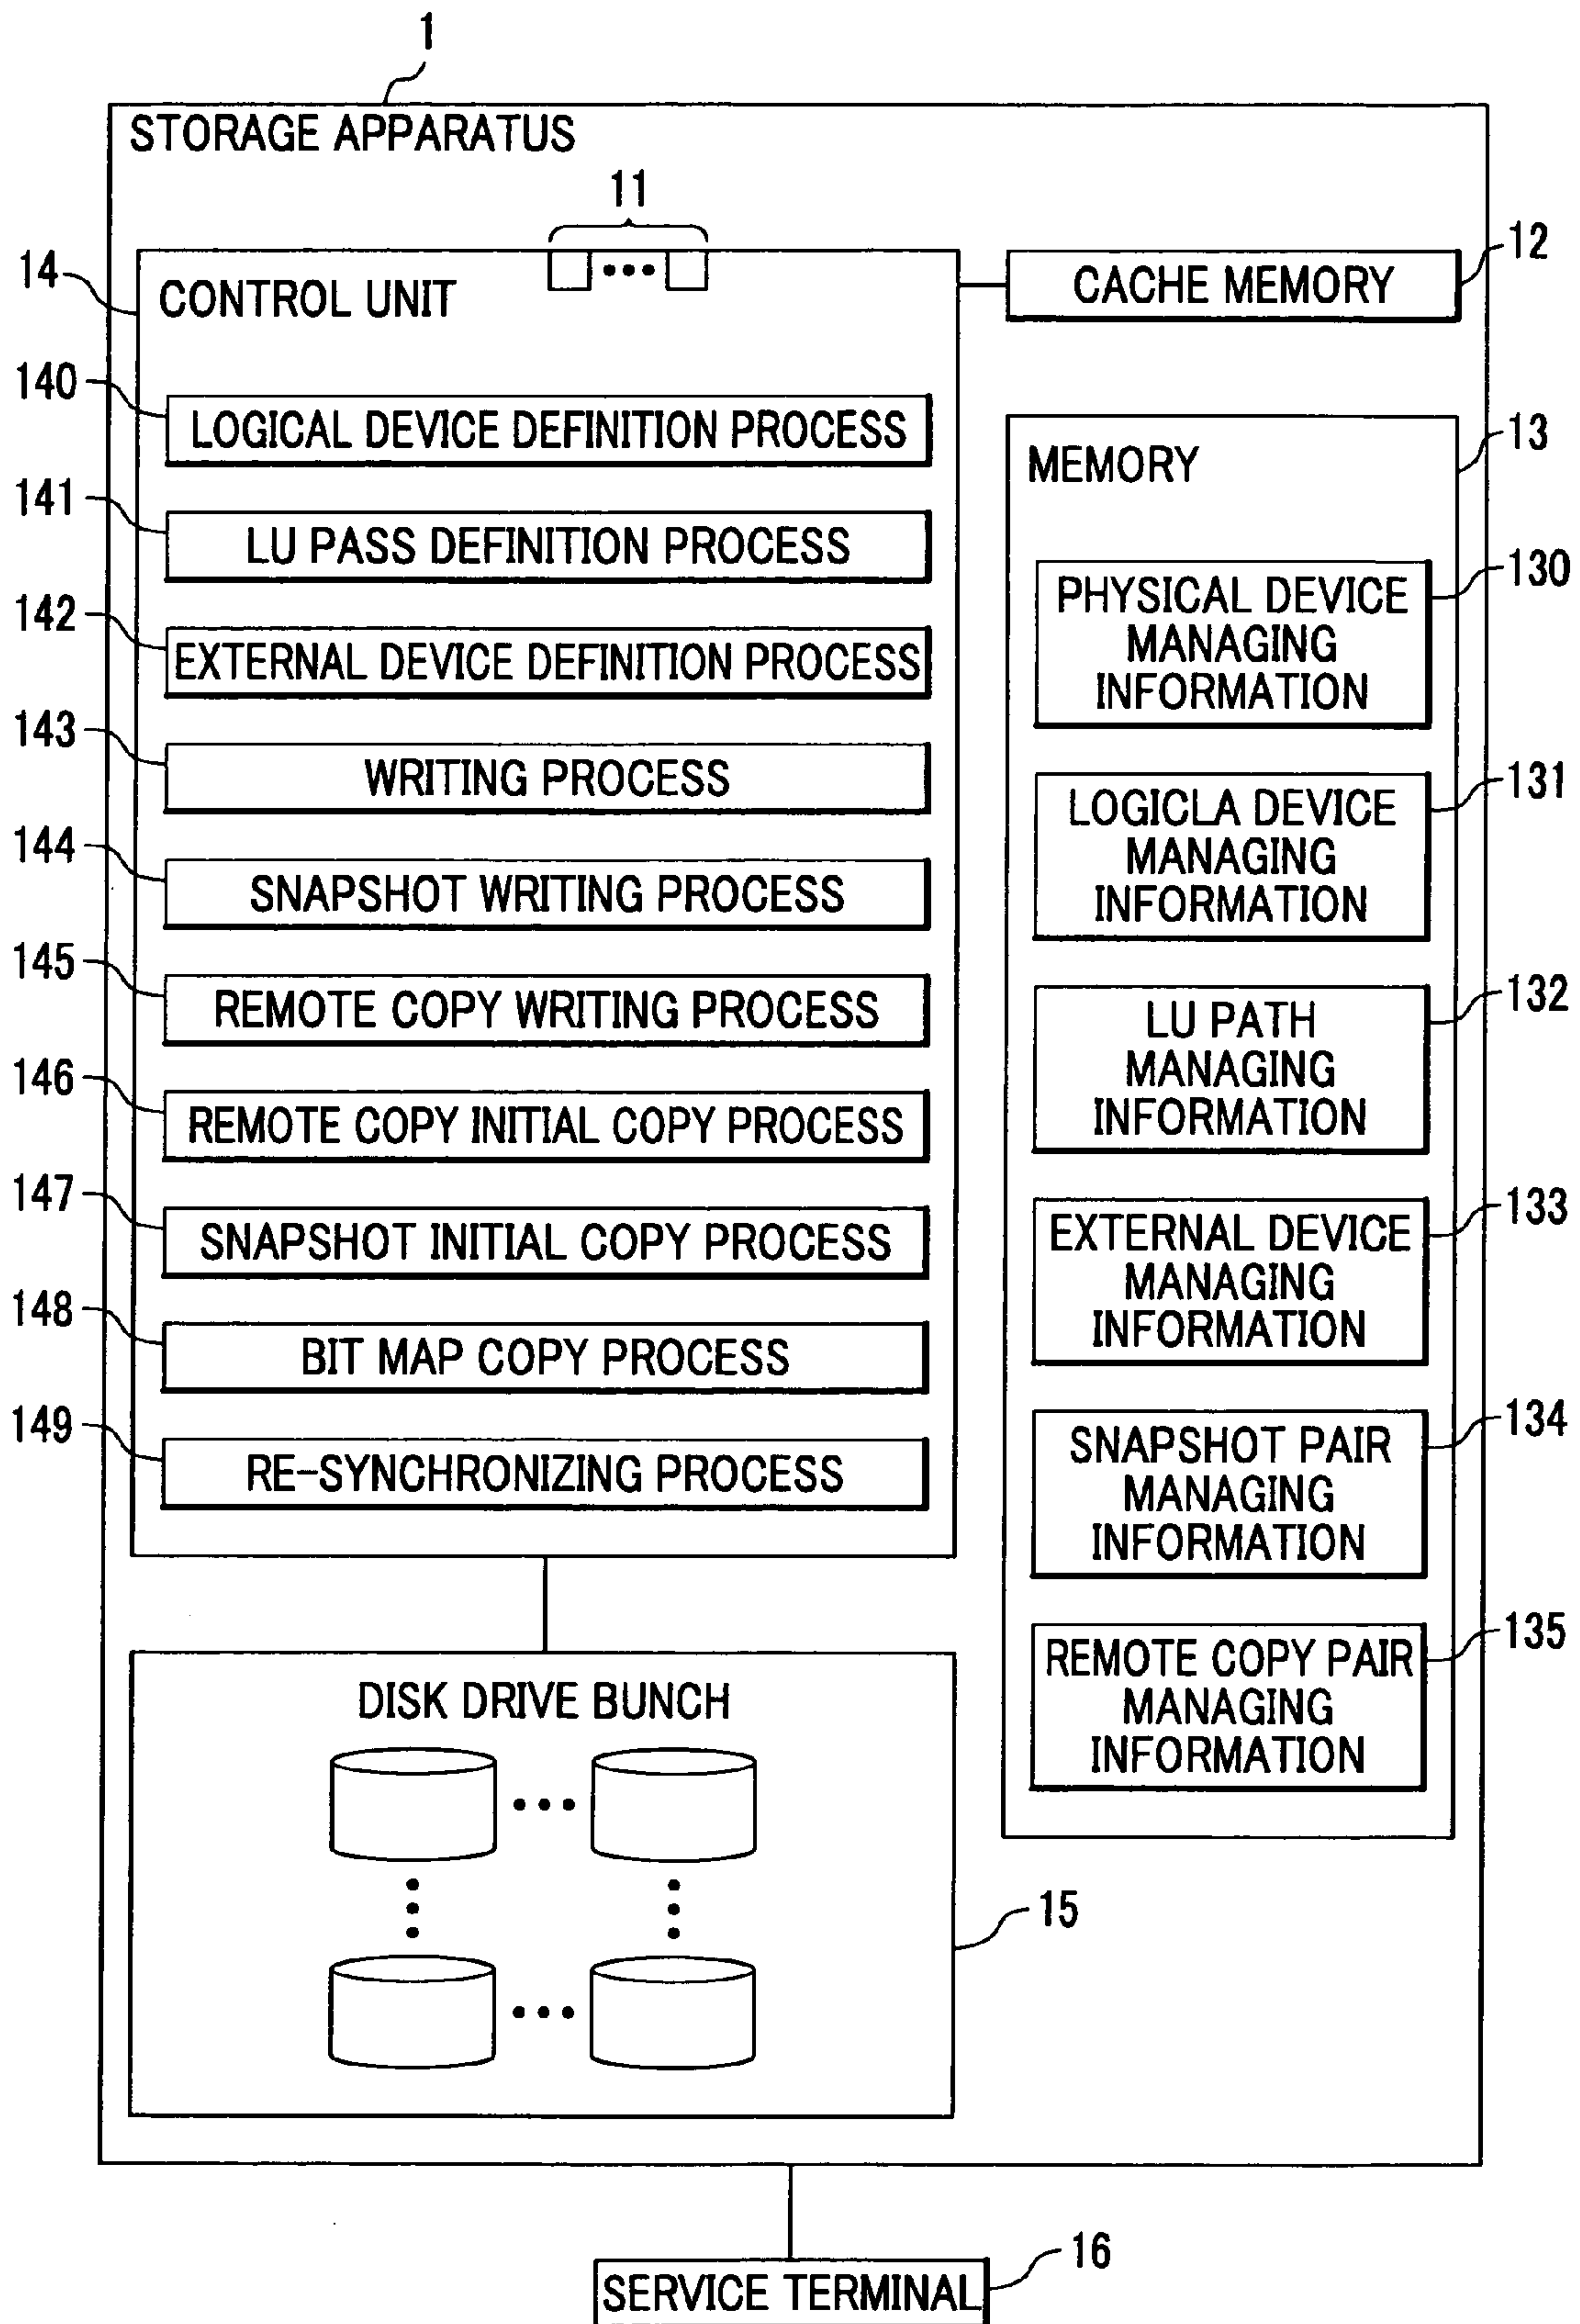 1
STORAGE APPARATUS
11
14
CONTROL UNIT
12
CACHE MEMORY
140
LOGICAL DEVICE DEFINITION PROCESS
141
LU PASS DEFINITION PROCESS
142
EXTERNAL DEVICE DEFINITION PROCESS
143
WRITING PROCESS
144
SNAPSHOT WRITING PROCESS
145
REMOTE COPY WRITING PROCESS
146
REMOTE COPY INITIAL COPY PROCESS
147
SNAPSHOT INITIAL COPY PROCESS
148
BIT MAP COPY PROCESS
149
RE-SYNCHRONIZING PROCESS
13
MEMORY
130
PHYSICAL DEVICE
MANAGING
INFORMATION
131
LOGICLA DEVICE
MANAGING
INFORMATION
132
LU PATH
MANAGING
INFORMATION
133
EXTERNAL DEVICE
MANAGING
INFORMATION
134
SNAPSHOT PAIR
MANAGING
INFORMATION
135
REMOTE COPY PAIR
MANAGING
INFORMATION
DISK DRIVE BUNCH
15
16
SERVICE TERMINAL